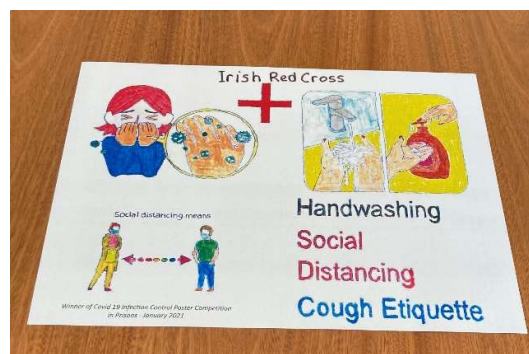 Irish Red Cross
Social distancing means
Winner of Covid 19 Infection Control Poster Competition
in Prisons - January 2021
Handwashing
Social
Distancing
Cough Etiquette